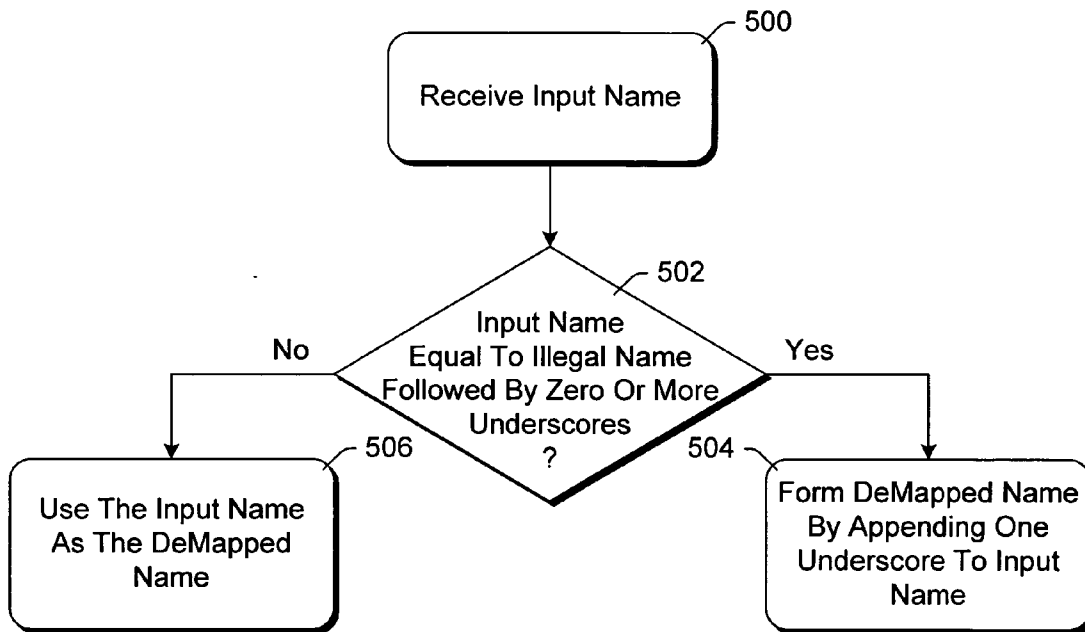 500
Receive Input Name
502
Input Name
Equal To Illegal Name
Followed By Zero Or More
Underscores
?
No
Yes
506
Use The Input Name
As The DeMapped
Name
504
Form DeMapped Name
By Appending One
Underscore To Input
Name